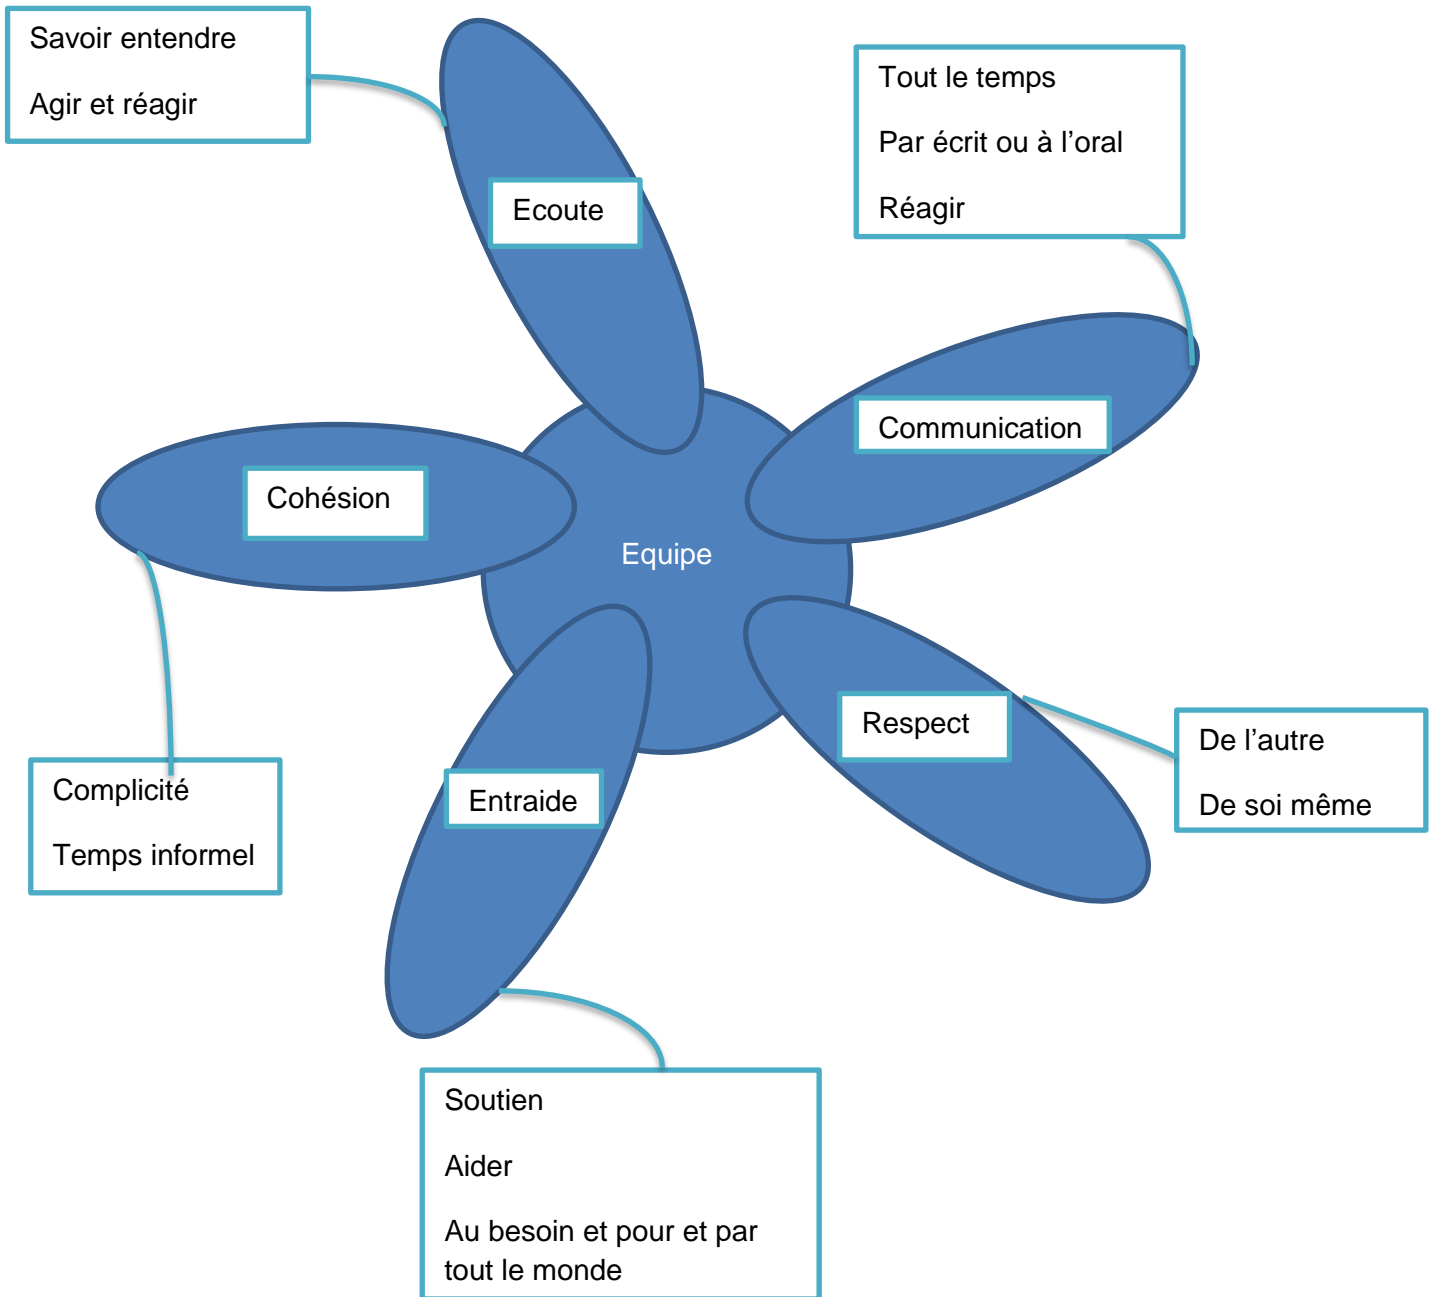 Savoir entendre
Agir et réagir
Tout le temps
Par écrit ou à l’oral
Réagir
Ecoute
Communication
Cohésion
Equipe
Respect
De l’autre
De soi même
Complicité
Temps informel
Entraide
Soutien
Aider
Au besoin et pour et par
tout le monde